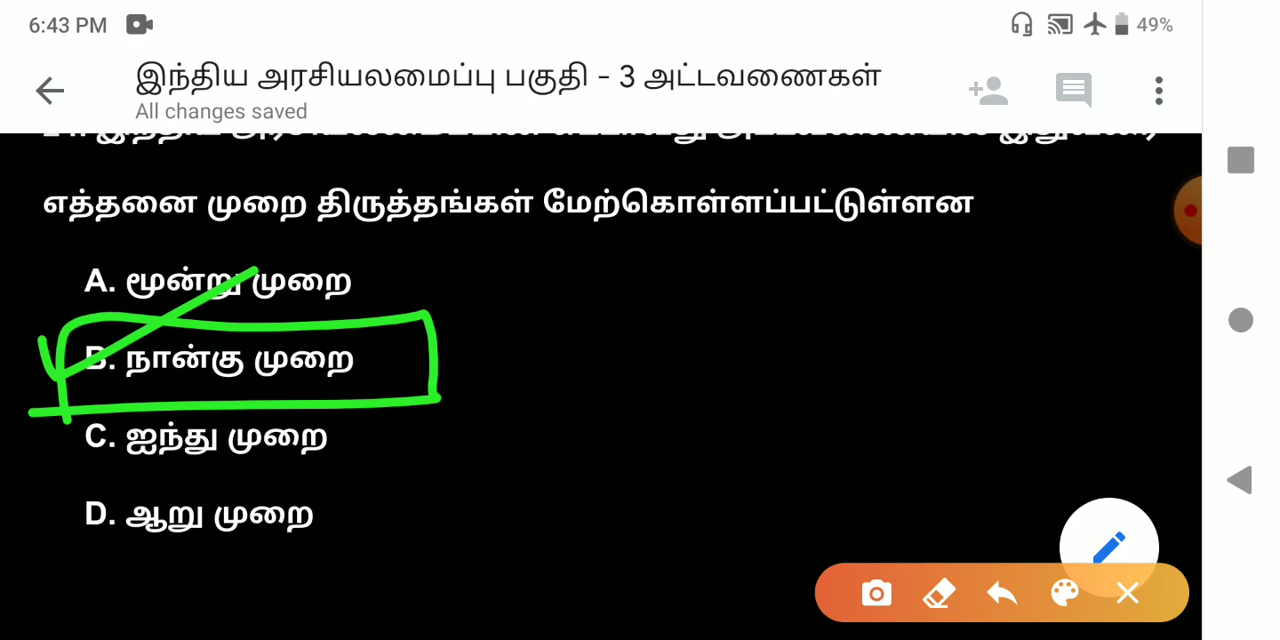 6:43 PM
49%
இந்திய அரசியலமைப்பு பகுதி - 3 அட்டவணைகள்
All changes saved
எத்தனை முறை திருத்தங்கள் மேற்கொள்ளப்பட்டுள்ளன
A. மூன்று முறை
B. நான்கு முறை
C. ஐந்து முறை
D. ஆறு முறை